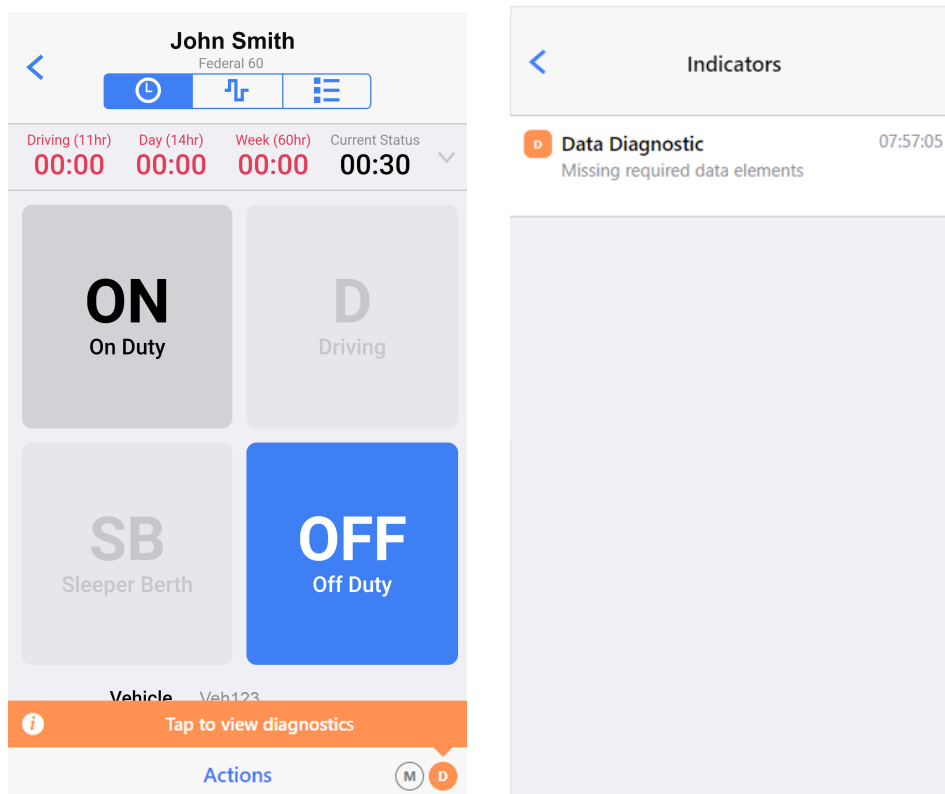 John Smith
Federal 60
Driving (11hr) Day (14hr) Week (60hr) Current Status
00:00 00:00 00:00 00:30
ON
On Duty
D
Driving
SB
Sleeper Berth
OFF
Off Duty
Vehicle Veh123
i Tap to view diagnostics
Actions M D
Indicators
D Data Diagnostic 07:57:05
Missing required data elements